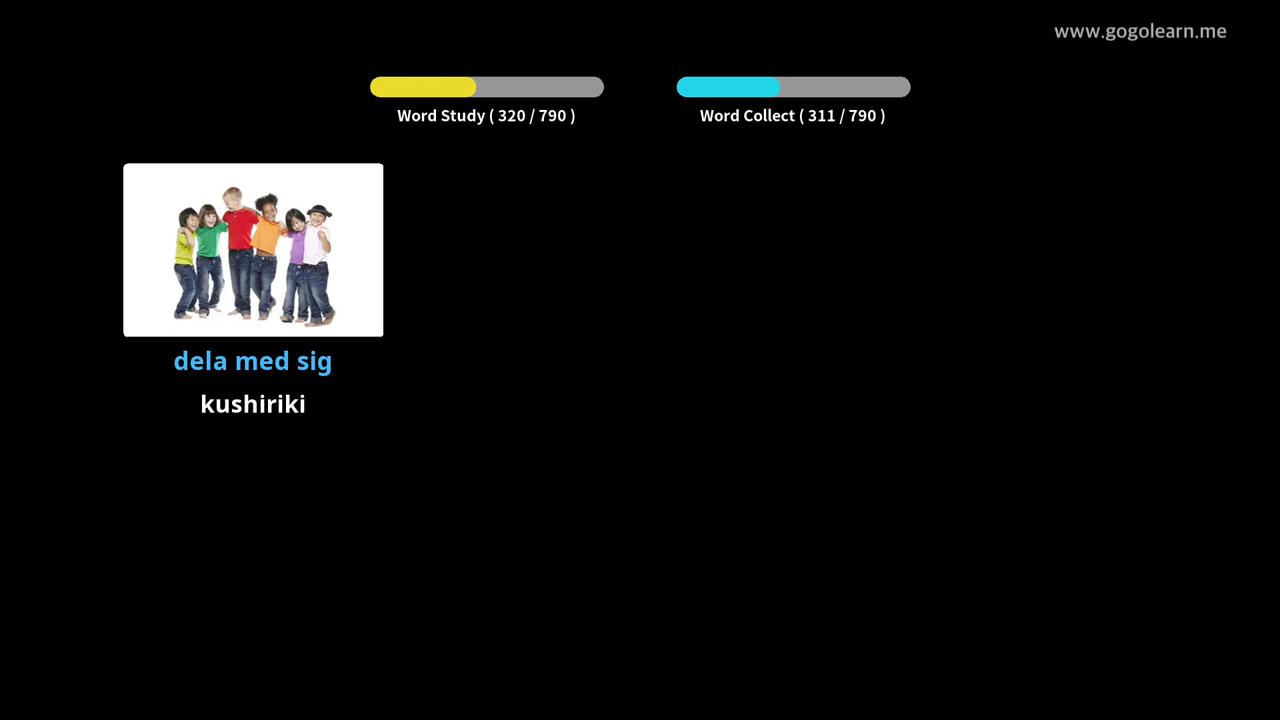 www.gogolearn.me
Word Study ( 320 / 790 )
Word Collect ( 311 / 790 )
dela med sig
kushiriki